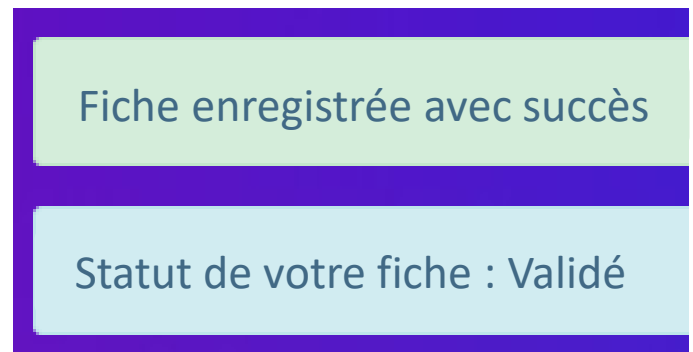 Fiche enregistrée avec succès
Statut de votre fiche : Validé